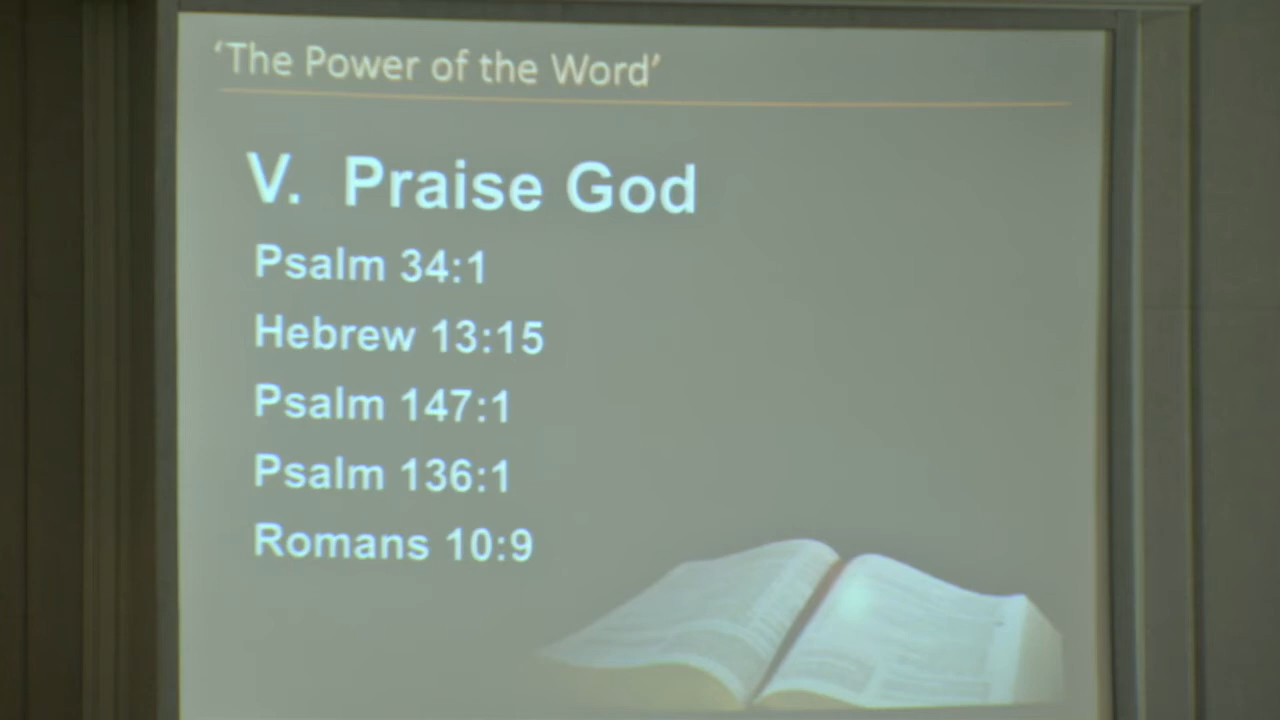 ‘The Power of the Word’
V. Praise God
Psalm 34:1
Hebrew 13:15
Psalm 147:1
Psalm 136:1
Romans 10:9